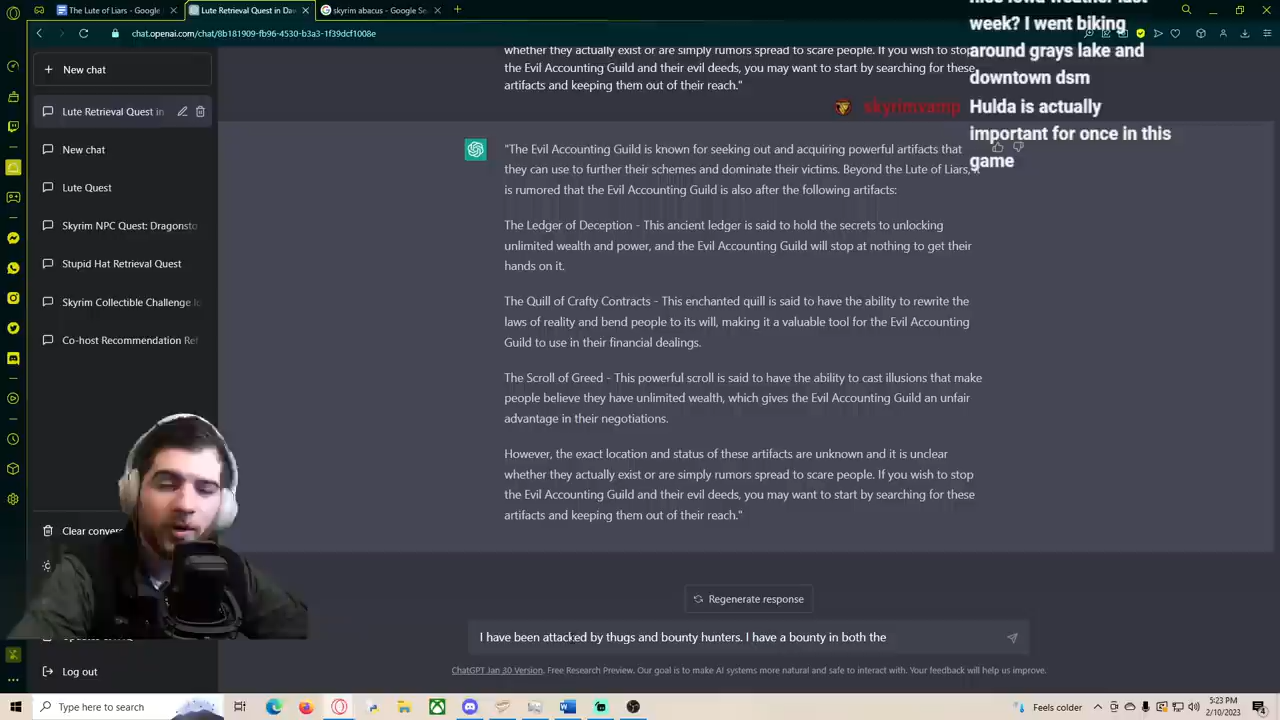 The Lute of Liars - Google Docs
Lute Retrieval Quest in Daw
skyrim abacus - Google Sea
chat.openai.com/chat/8b181909-fb96-4530-b3a3-1f39dcf1008e
week? I went biking
around grays lake and
downtown dsm
skyrimvamp Hulda is actually
important for once in this
game
New chat
Lute Retrieval Quest in
New chat
Lute Quest
Skyrim NPC Quest: Dragonsto
Stupid Hat Retrieval Quest
Skyrim Collectible Challenge Id
Co-host Recommendation Ref
Clear convers
Log out
whether they actually exist or are simply rumors spread to scare people. If you wish to stop
the Evil Accounting Guild and their evil deeds, you may want to start by searching for these
artifacts and keeping them out of their reach."
"The Evil Accounting Guild is known for seeking out and acquiring powerful artifacts that
they can use to further their schemes and dominate their victims. Beyond the Lute of Liars, it
is rumored that the Evil Accounting Guild is also after the following artifacts:
The Ledger of Deception - This ancient ledger is said to hold the secrets to unlocking
unlimited wealth and power, and the Evil Accounting Guild will stop at nothing to get their
hands on it.
The Quill of Crafty Contracts - This enchanted quill is said to have the ability to rewrite the
laws of reality and bend people to its will, making it a valuable tool for the Evil Accounting
Guild to use in their financial dealings.
The Scroll of Greed - This powerful scroll is said to have the ability to cast illusions that make
people believe they have unlimited wealth, which gives the Evil Accounting Guild an unfair
advantage in their negotiations.
However, the exact location and status of these artifacts are unknown and it is unclear
whether they actually exist or are simply rumors spread to scare people. If you wish to stop
the Evil Accounting Guild and their evil deeds, you may want to start by searching for these
artifacts and keeping them out of their reach."
Regenerate response
I have been attacked by thugs and bounty hunters. I have a bounty in both the
ChatGPT Jan 30 Version. Free Research Preview. Our goal is to make AI systems more natural and safe to interact with. Your feedback will help us improve.
Type here to search
Feels colder
5:23 PM
2/10/2023